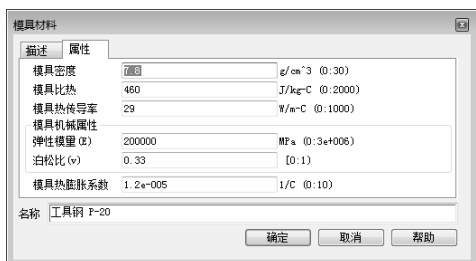 模具材料
描述 属性
模具密度 7.8 g/cm^3 (0:30)
模具比热 460 J/kg-C (0:2000)
模具热传导率 29 W/m-C (0:1000)
模具机械属性
弹性模量(E) 200000 MPa (0:3e+006)
泊松比(v) 0.33 [0:1)
模具热膨胀系数 1.2e-005 1/C (0:10)
名称 工具钢 P-20
确定 取消 帮助